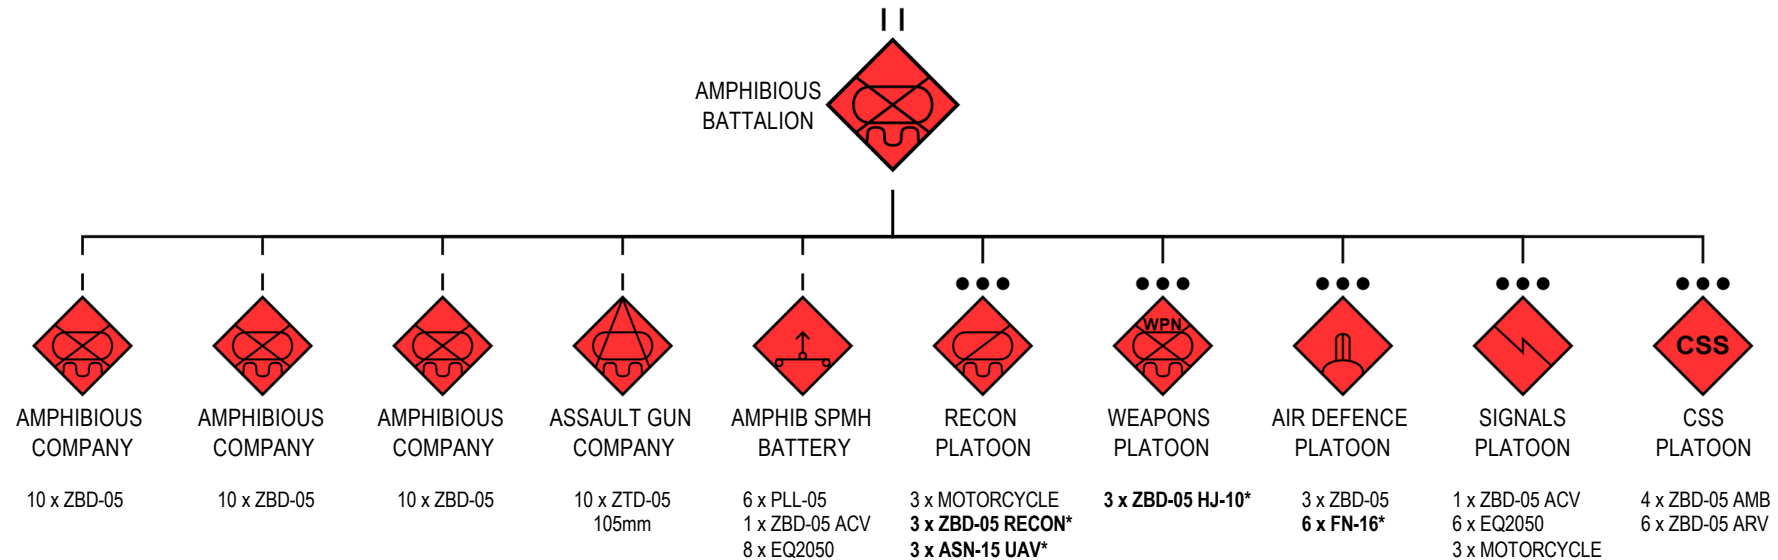 AMPHIBIOUS
BATTALION
AMPHIBIOUS
COMPANY
10 x ZBD-05
AMPHIBIOUS
COMPANY
10 x ZBD-05
AMPHIBIOUS
COMPANY
10 x ZBD-05
ASSAULT GUN
COMPANY
10 x ZTD-05
105mm
AMPHIB SPMH
BATTERY
6 x PLL-05
1 x ZBD-05 ACV
8 x EQ2050
RECON
PLATOON
3 x MOTORCYCLE
3 x ZBD-05 RECON*
3 x ASN-15 UAV*
WPN
WEAPONS
PLATOON
3 x ZBD-05 HJ-10*
AIR DEFENCE
PLATOON
3 x ZBD-05
6 x FN-16*
SIGNALS
PLATOON
1 x ZBD-05 ACV
6 x EQ2050
3 x MOTORCYCLE
CSS
CSS
PLATOON
4 x ZBD-05 AMB
6 x ZBD-05 ARV